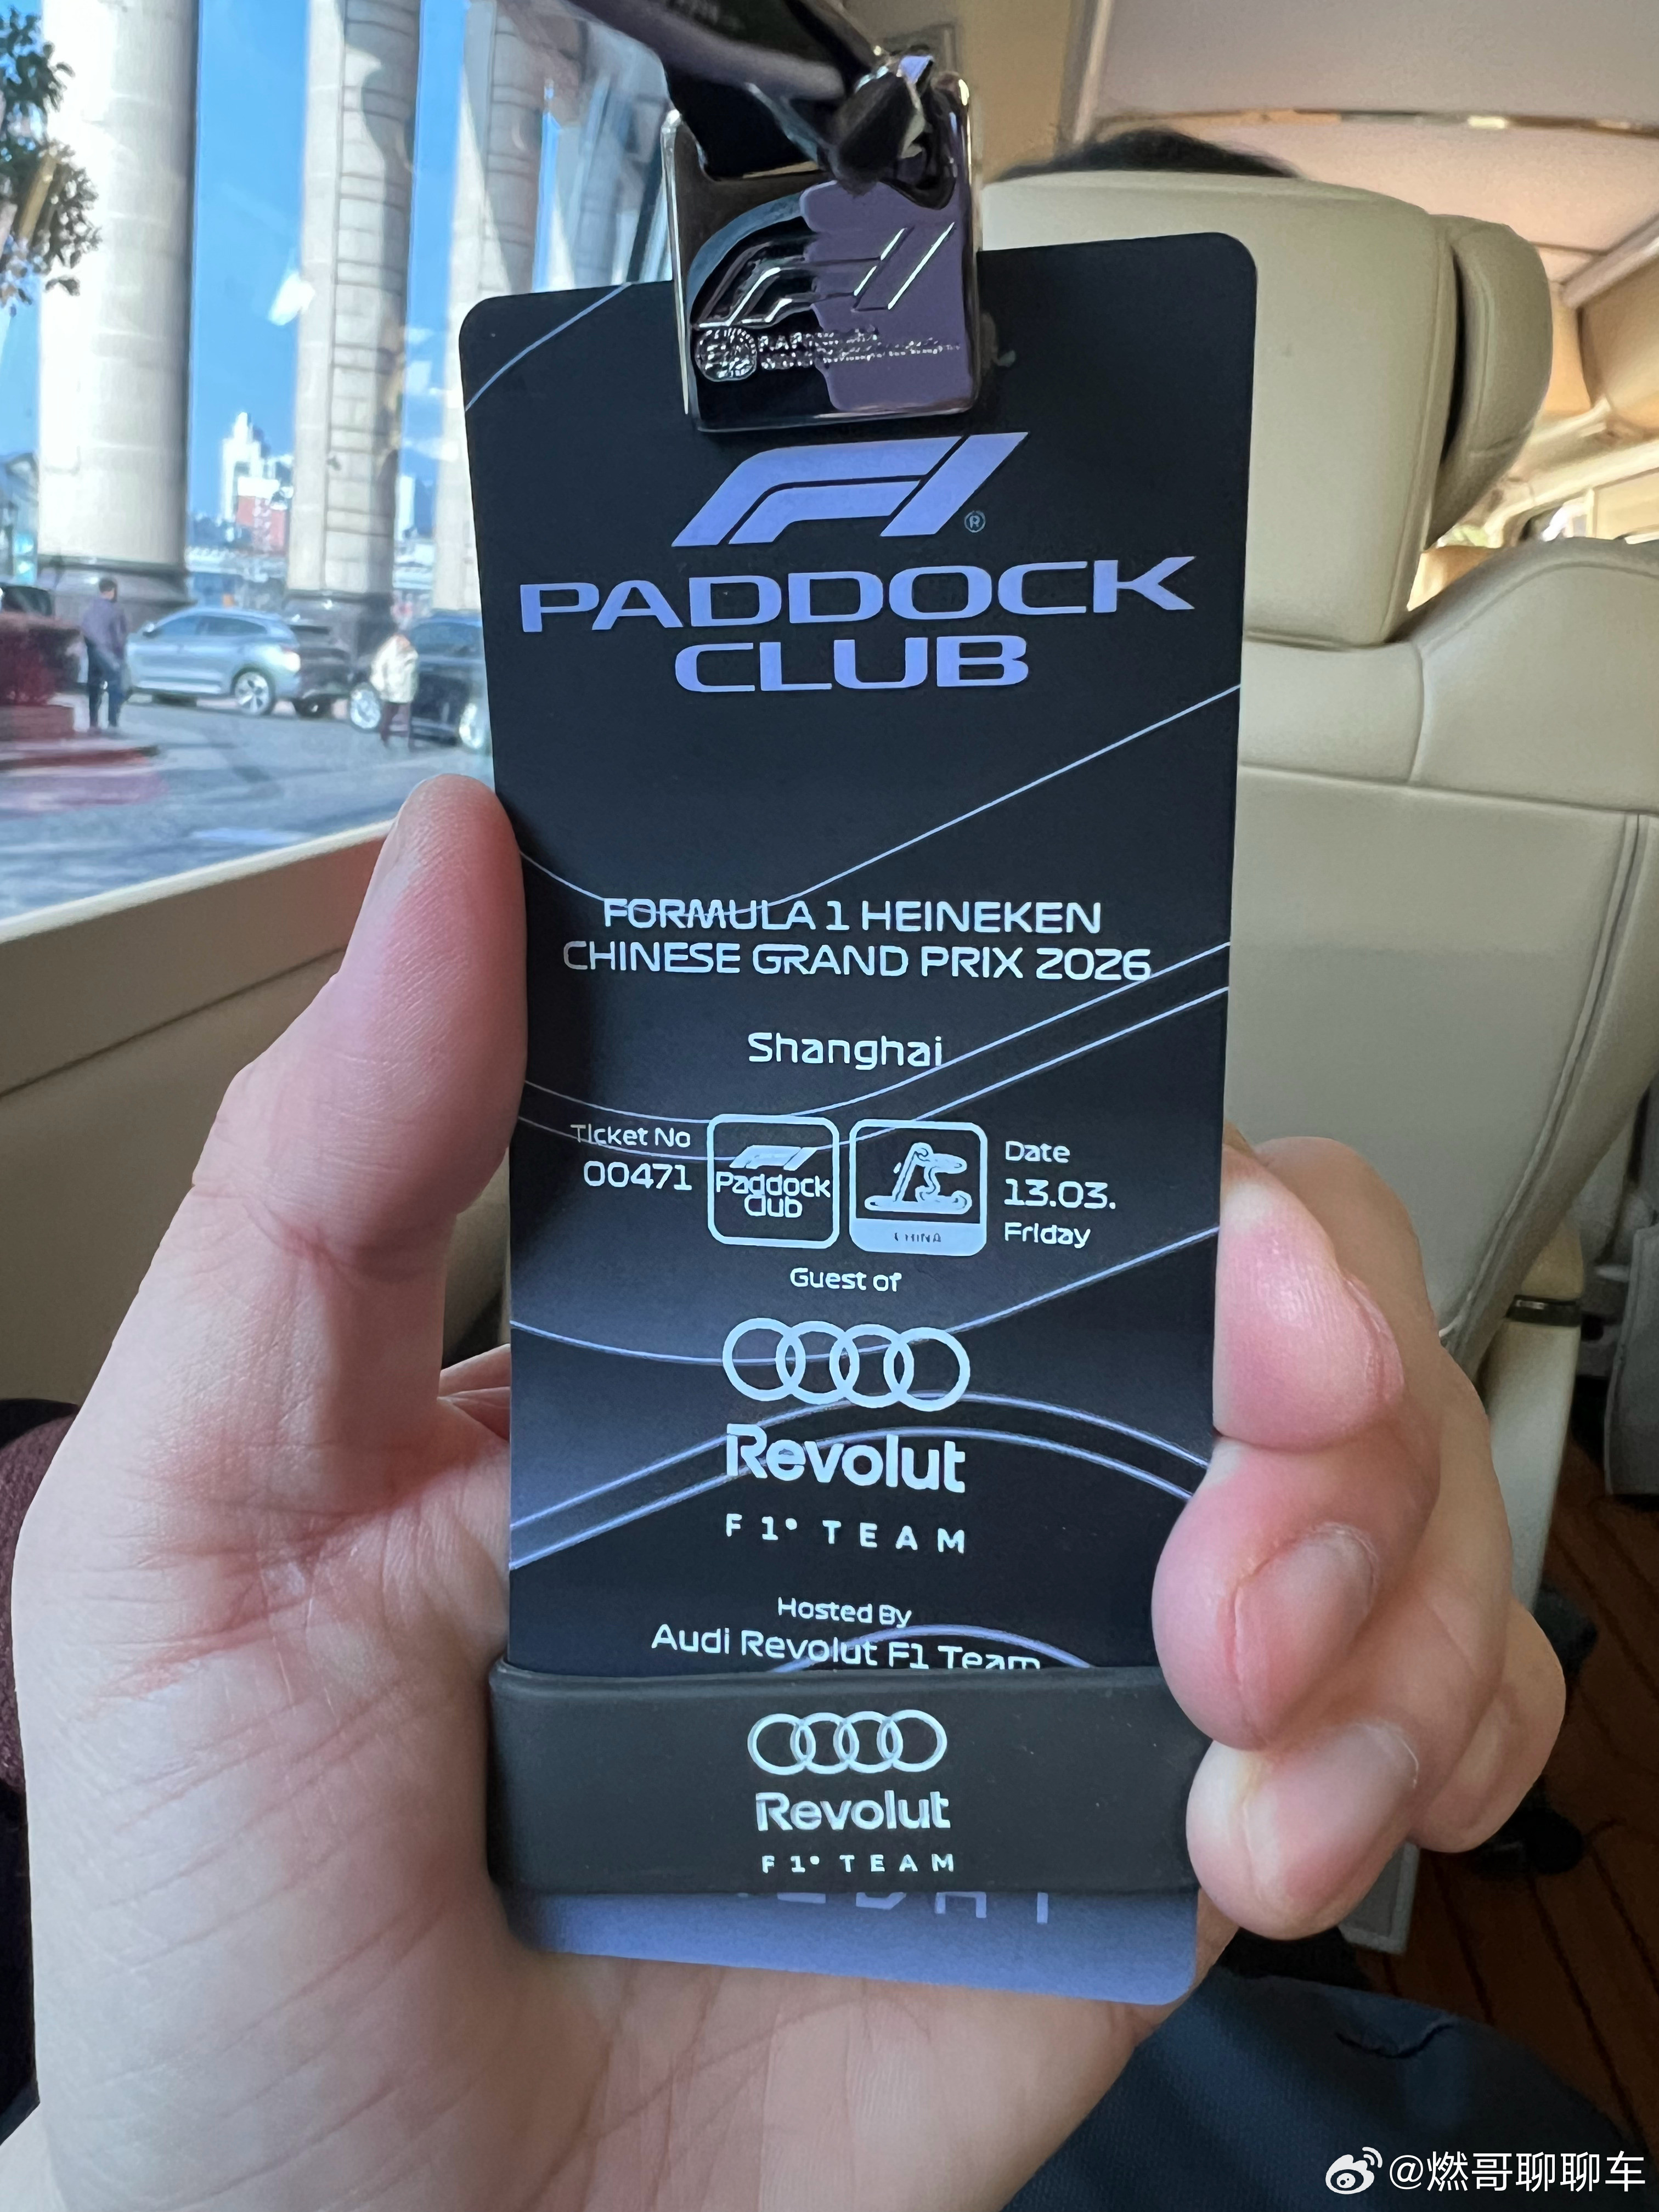 F1
F1®
PADDOCK
CLUB
FORMULA 1 HEINEKEN
CHINESE GRAND PRIX 2026
Shanghai
Ticket No
00471
F1
Paddock
Club
CHINA
Date
13.03.
Friday
Guest of
Revolut
F1® TEAM
Hosted By
Audi Revolut F1 Team
Revolut
F1® TEAM
@燃哥聊聊车